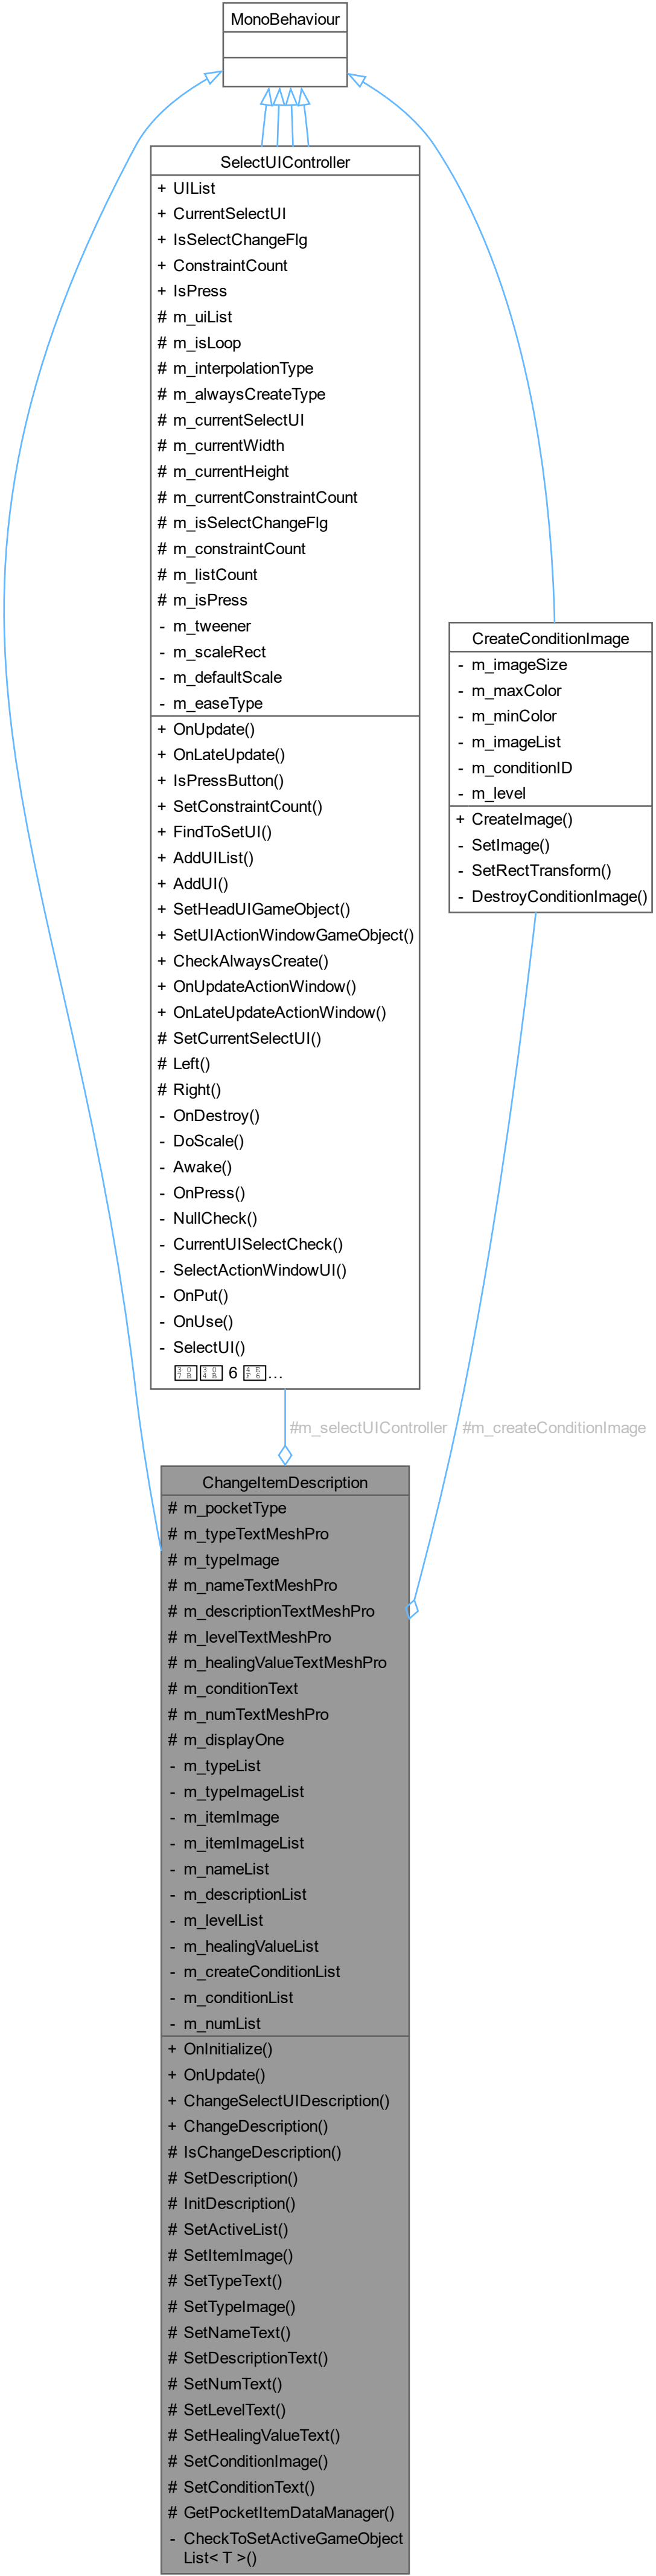 MonoBehaviour
SelectUIController
+ UIList
+ CurrentSelectUI
+ IsSelectChangeFlg
+ ConstraintCount
+ IsPress
# m_uiList
# m_isLoop
# m_interpolationType
# m_alwaysCreateType
# m_currentSelectUI
# m_currentWidth
# m_currentHeight
# m_currentConstraintCount
# m_isSelectChangeFlg
# m_constraintCount
# m_listCount
# m_isPress
- m_tweener
- m_scaleRect
- m_defaultScale
- m_easeType
+ OnUpdate()
+ OnLateUpdate()
+ IsPressButton()
+ SetConstraintCount()
+ FindToSetUI()
+ AddUIList()
+ AddUI()
+ SetHeadUIGameObject()
+ SetUIActionWindowGameObject()
+ CheckAlwaysCreate()
+ OnUpdateActionWindow()
+ OnLateUpdateActionWindow()
# SetCurrentSelectUI()
# Left()
# Right()
- OnDestroy()
- DoScale()
- Awake()
- OnPress()
- NullCheck()
- CurrentUISelectCheck()
- SelectActionWindowUI()
- OnPut()
- OnUse()
- SelectUI()
6 ...
CreateConditionImage
- m_imageSize
- m_maxColor
- m_minColor
- m_imageList
- m_conditionID
- m_level
+ CreateImage()
- SetImage()
- SetRectTransform()
- DestroyConditionImage()
#m_selectUIController
#m_createConditionImage
ChangeItemDescription
# m_pocketType
# m_typeTextMeshPro
# m_typeImage
# m_nameTextMeshPro
# m_descriptionTextMeshPro
# m_levelTextMeshPro
# m_healingValueTextMeshPro
# m_conditionText
# m_numTextMeshPro
# m_displayOne
- m_typeList
- m_typeImageList
- m_itemImage
- m_itemImageList
- m_nameList
- m_descriptionList
- m_levelList
- m_healingValueList
- m_createConditionList
- m_conditionList
- m_numList
+ OnInitialize()
+ OnUpdate()
+ ChangeSelectUIDescription()
+ ChangeDescription()
# IsChangeDescription()
# SetDescription()
# InitDescription()
# SetActiveList()
# SetItemImage()
# SetTypeText()
# SetTypeImage()
# SetNameText()
# SetDescriptionText()
# SetNumText()
# SetLevelText()
# SetHealingValueText()
# SetConditionImage()
# SetConditionText()
# GetPocketItemDataManager()
- CheckToSetActiveGameObject
List< T >()